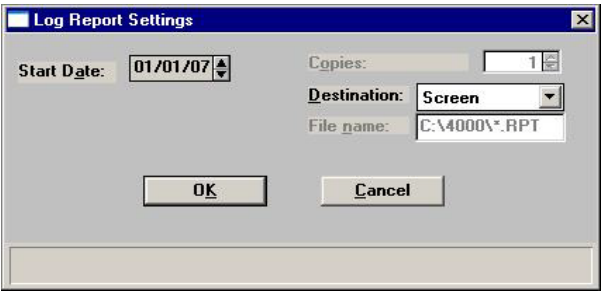 Log Report Settings
Start Date: 01/01/07
Copies: 1
Destination: Screen
File name: C:\4000\*.RPT
OK Cancel